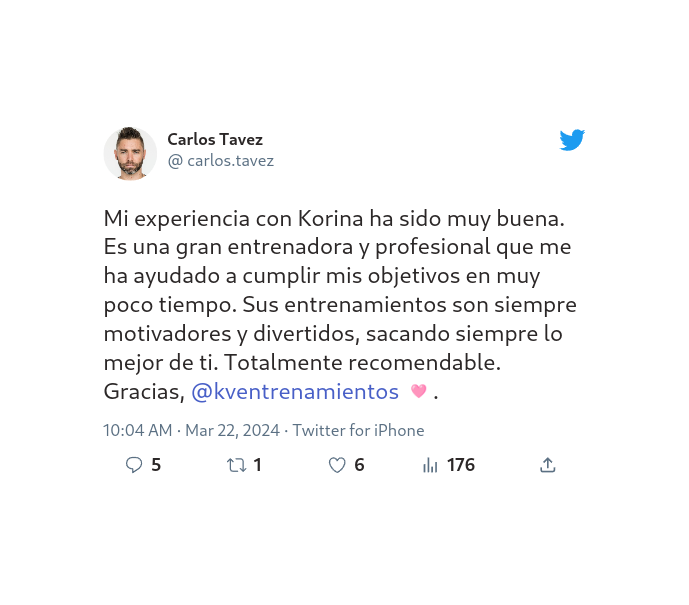 Carlos Tavez
@ carlos.tavez
Mi experiencia con Korina ha sido muy buena.
Es una gran entrenadora y profesional que me
ha ayudado a cumplir mis objetivos en muy
poco tiempo. Sus entrenamientos son siempre
motivadores y divertidos, sacando siempre lo
mejor de ti. Totalmente recomendable.
Gracias, @kventrenamientos 🩷 .
10:04 AM · Mar 22, 2024 · Twitter for iPhone
5 1 6 176